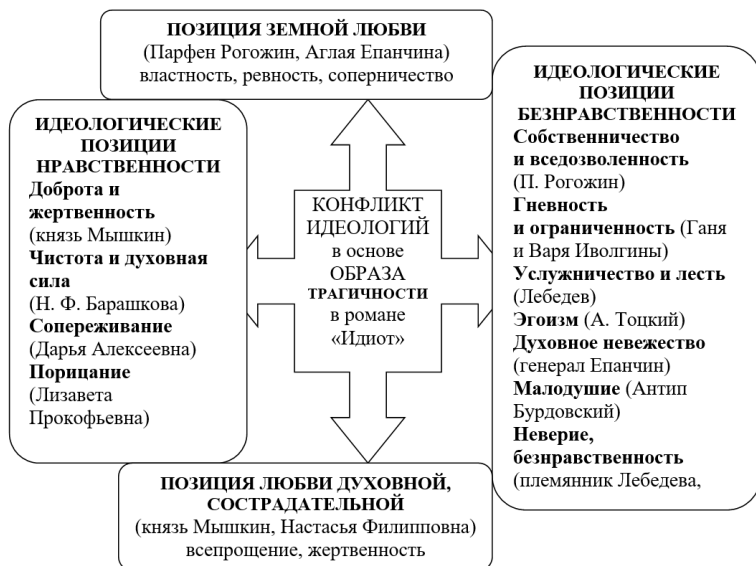 ПОЗИЦИЯ ЗЕМНОЙ ЛЮБВИ
(Парфен Рогожин, Аглая Епанчина)
властность, ревность, соперничество
ИДЕОЛОГИЧЕСКИЕ
ПОЗИЦИИ
НРАВСТВЕННОСТИ
Доброта и
жертвенность
(князь Мышкин)
Чистота и духовная
сила
(Н. Ф. Барашкова)
Сопереживание
(Дарья Алексеевна)
Порицание
(Лизавета
Прокофьевна)
КОНФЛИКТ
ИДЕОЛОГИЙ
в основе
ОБРАЗА
ТРАГИЧНОСТИ
в романе
«Идиот»
ИДЕОЛОГИЧЕСКИЕ
ПОЗИЦИИ
БЕЗНРАВСТВЕННОСТИ
Собственничество
и вседозволенность
(П. Рогожин)
Гневность
и ограниченность (Ганя
и Варя Иволгины)
Услужничество и лесть
(Лебедев)
Эгоизм (А. Тоцкий)
Духовное невежество
(генерал Епанчин)
Малодушие (Антип
Бурдовский)
Неверие,
безнравственность
(племянник Лебедева,
ПОЗИЦИЯ ЛЮБВИ ДУХОВНОЙ,
СОСТРАДАТЕЛЬНОЙ
(князь Мышкин, Настасья Филипповна)
всепрощение, жертвенность